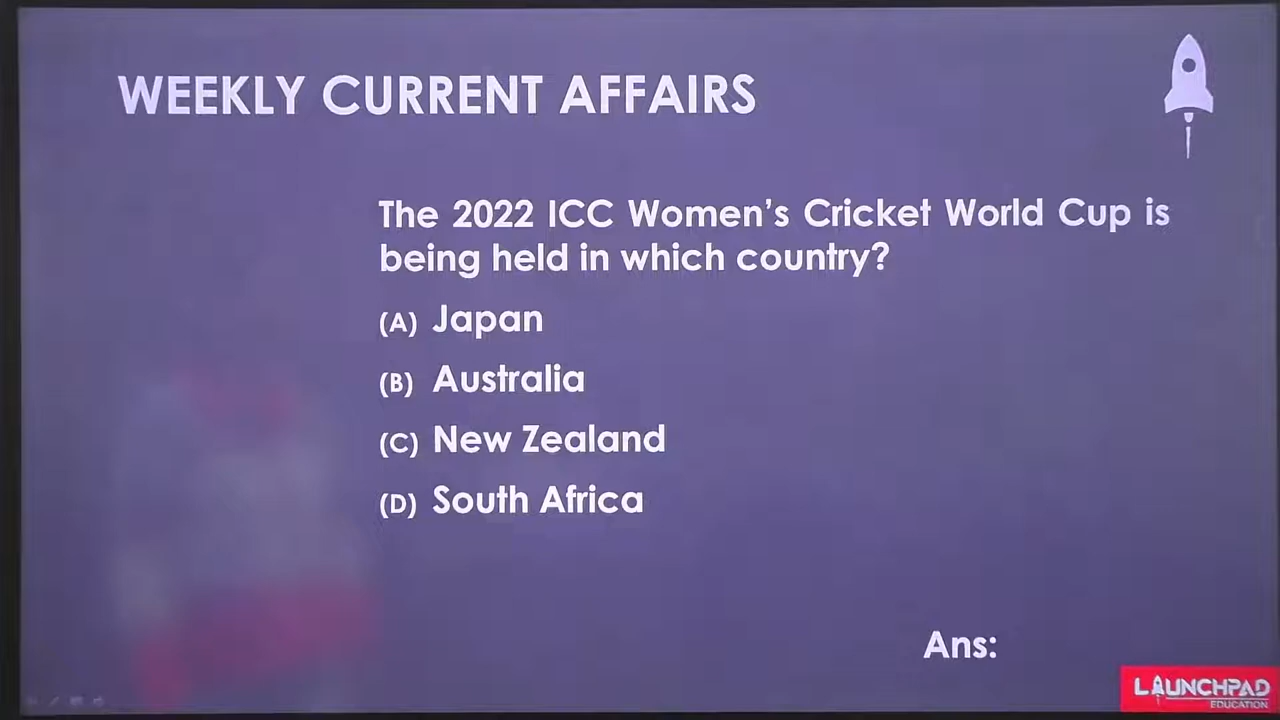 WEEKLY CURRENT AFFAIRS
The 2022 ICC Women's Cricket World Cup is
being held in which country?
(A) Japan
(B) Australia
(C) New Zealand
(D) South Africa
Ans:
LAUNCHPAD
EDUCATION